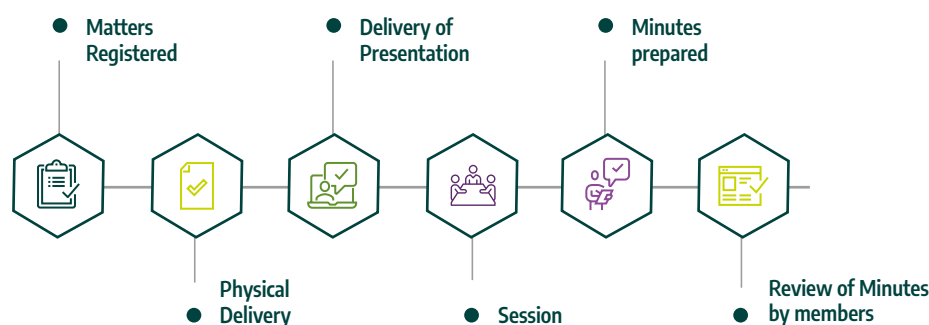 Matters
Registered
Delivery of
Presentation
Minutes
prepared
Physical
Delivery
Session
Review of Minutes
by members